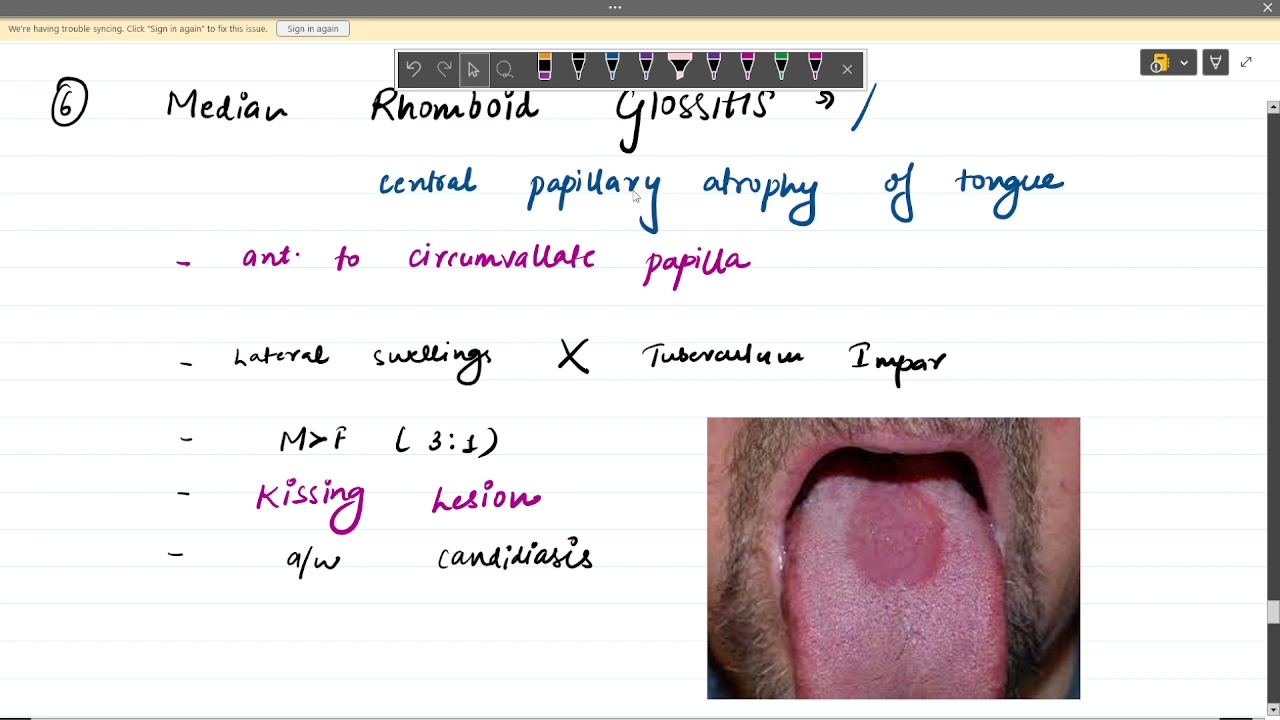 We're having trouble syncing. Click "Sign in again" to fix this issue. Sign in again
⑥ Median Rhomboid Glossitis » /
central papillary atrophy of tongue
- ant. to circumvallate papilla
- Lateral swellings X Tuberculum Impar
- M>F (3:1)
- Kissing Lesion
- a/w candidiasis